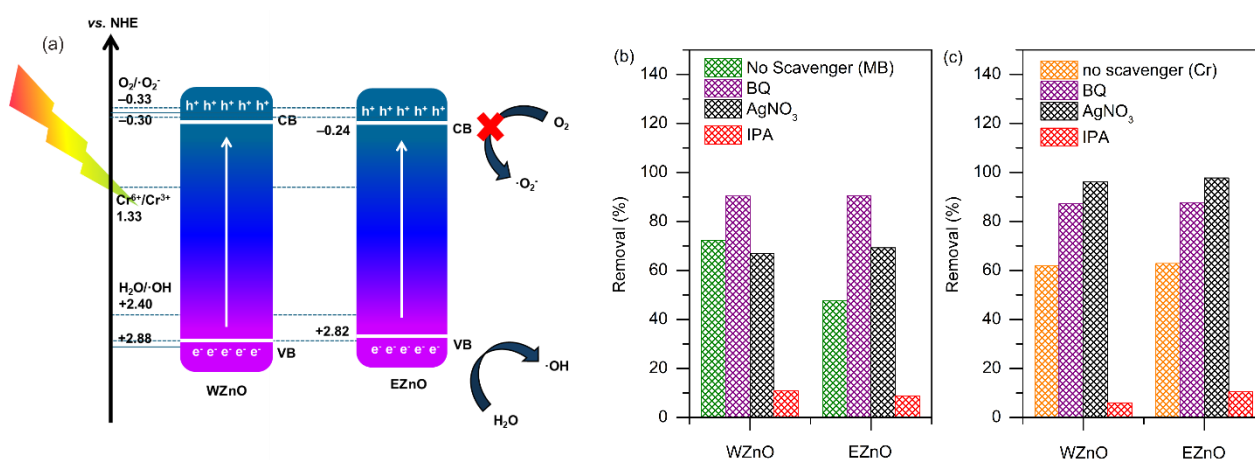 (a)
vs. NHE
O₂/·O₂⁻
−0.33
−0.30
Cr⁶⁺/Cr³⁺
1.33
H₂O/·OH
+2.40
+2.88
h⁺ h⁺ h⁺ h⁺ h⁺
CB
e⁻ e⁻ e⁻ e⁻ e⁻
VB
WZnO
−0.24
h⁺ h⁺ h⁺ h⁺ h⁺
CB
+2.82
e⁻ e⁻ e⁻ e⁻ e⁻
VB
EZnO
O₂
·O₂⁻
·OH
H₂O
(b)
No Scavenger (MB)
BQ
AgNO₃
IPA
Removal (%)
140
120
100
80
60
40
20
0
WZnO
EZnO
(c)
no scavenger (Cr)
BQ
AgNO₃
IPA
Removal (%)
140
120
100
80
60
40
20
0
WZnO
EZnO